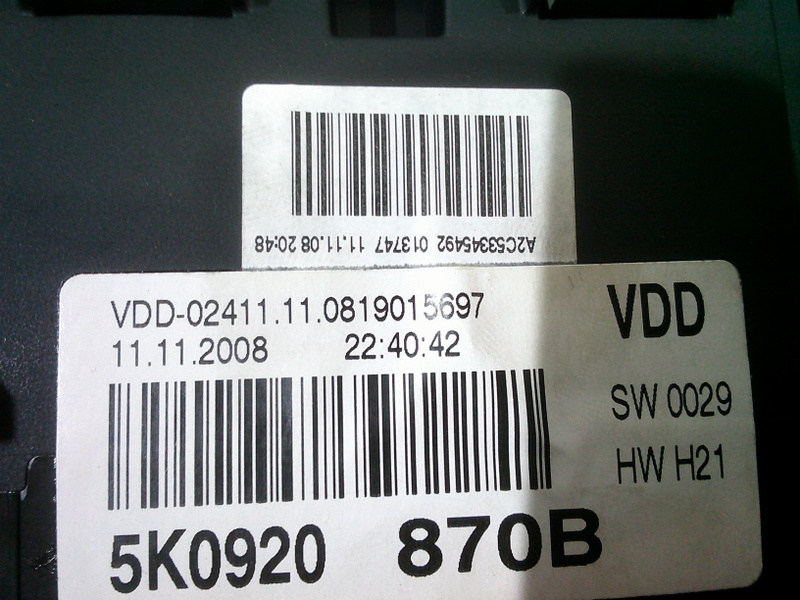 A2C53345492 013747 11.11.08 20:48
VDD-02411.11.0819015697
11.11.2008 22:40:42
VDD
SW 0029
HW H21
5K0920 870B